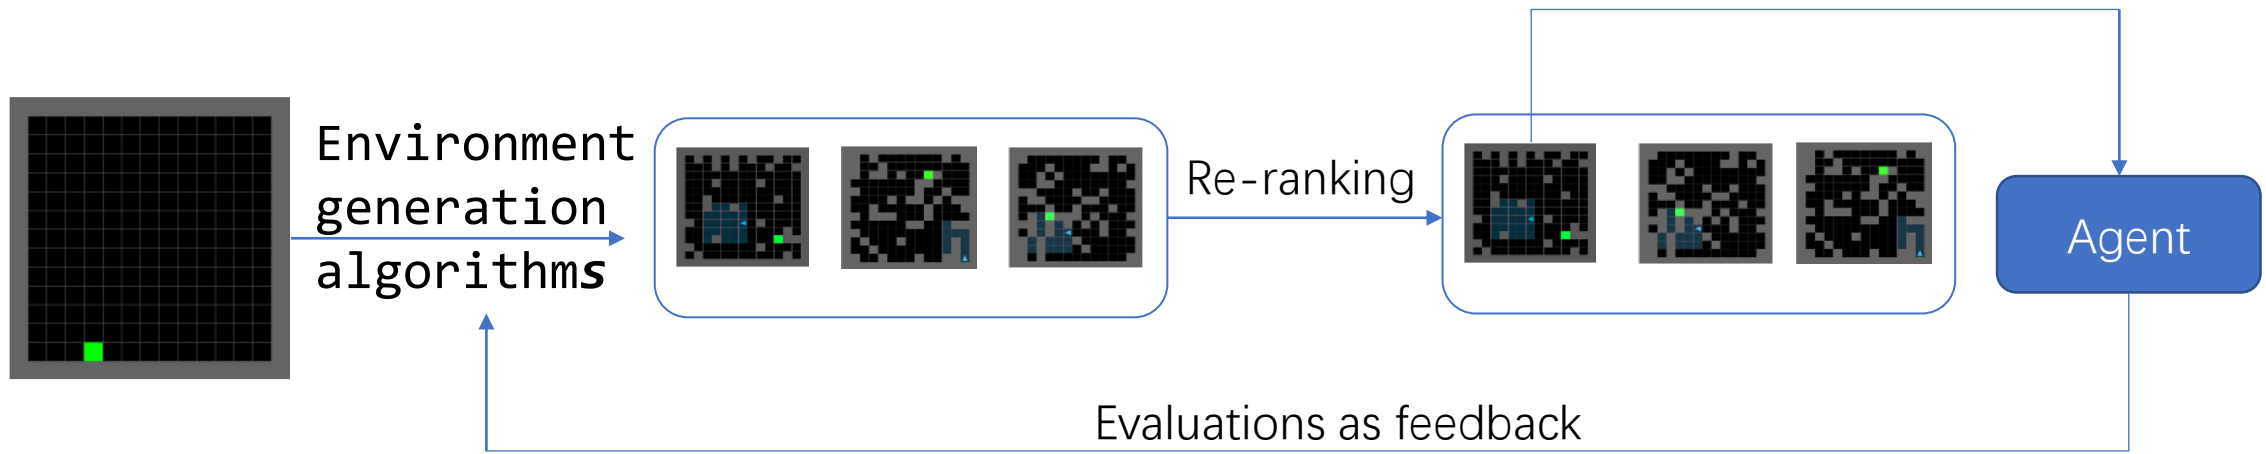 Environment
generation
algorithms
Re-ranking
Agent
Evaluations as feedback